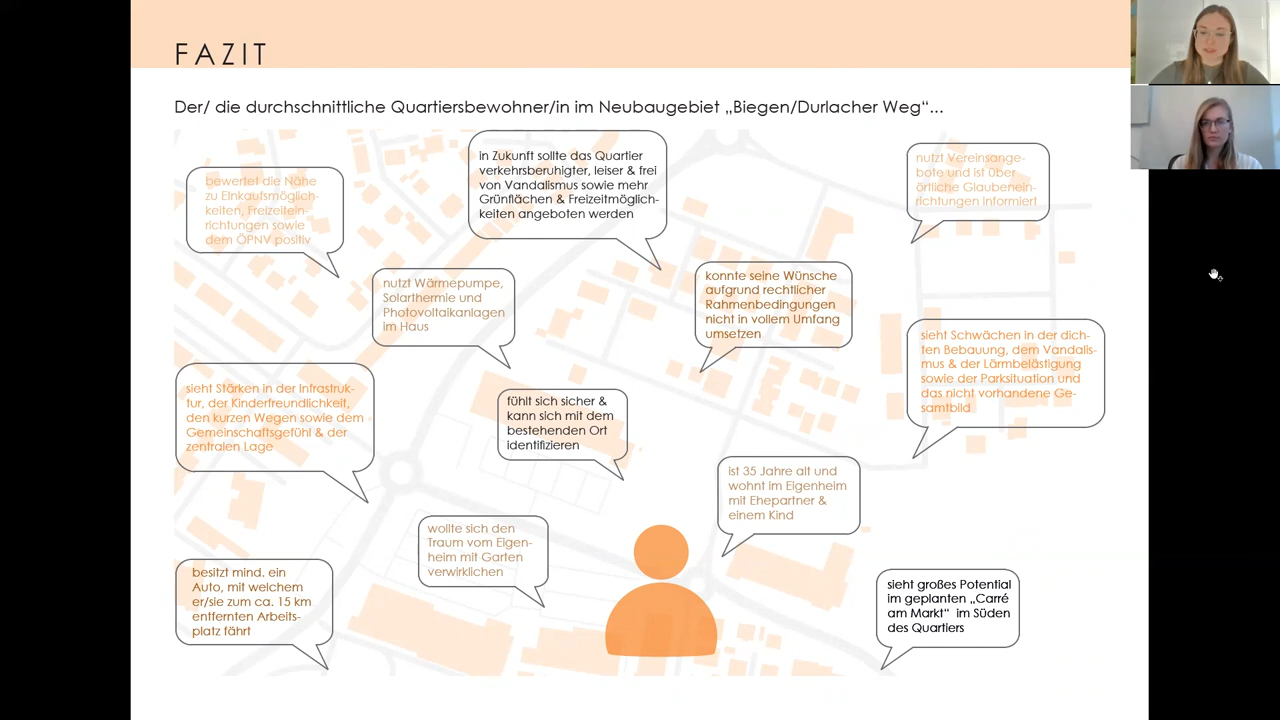 FAZIT
Der/ die durchschnittliche Quartiersbewohner/in im Neubaugebiet „Biegen/Durlacher Weg“...
bewertet die Nähe
zu Einkaufsmöglich-
keiten, Freizeitein-
richtungen sowie
dem ÖPNV positiv
in Zukunft sollte das Quartier
verkehrsberuhigter, leiser & frei
von Vandalismus sowie mehr
Grünflächen & Freizeitmöglich-
keiten angeboten werden
nutzt Vereinsange-
bote und ist über
örtliche Glaubensein-
richtungen informiert
nutzt Wärmepumpe,
Solarthermie und
Photovoltaikanlagen
im Haus
konnte seine Wünsche
aufgrund rechtlicher
Rahmenbedingungen
nicht in vollem Umfang
umsetzen
sieht Schwächen in der dich-
ten Bebauung, dem Vandalis-
mus & der Lärmbelästigung
sowie der Parksituation und
das nicht vorhandene Ge-
samtbild
sieht Stärken in der Infrastruk-
tur, der Kinderfreundlichkeit,
den kurzen Wegen sowie dem
Gemeinschaftsgefühl & der
zentralen Lage
fühlt sich sicher &
kann sich mit dem
bestehenden Ort
identifizieren
ist 35 Jahre alt und
wohnt im Eigenheim
mit Ehepartner &
einem Kind
wollte sich den
Traum vom Eigen-
heim mit Garten
verwirklichen
besitzt mind. ein
Auto, mit welchem
er/sie zum ca. 15 km
entfernten Arbeits-
platz fährt
sieht großes Potential
im geplanten „Carré
am Markt“ im Süden
des Quartiers